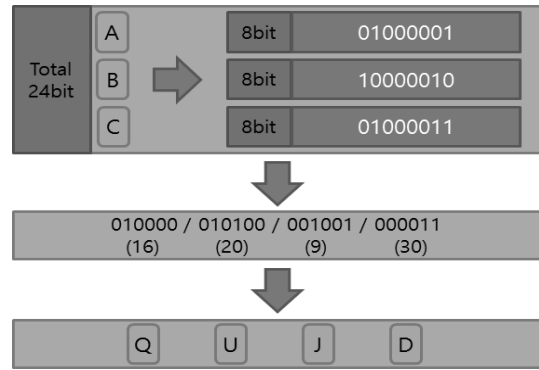 Total
24bit
A 8bit 01000001
B 8bit 10000010
C 8bit 01000011
010000 / 010100 / 001001 / 000011
(16) (20) (9) (30)
Q U J D